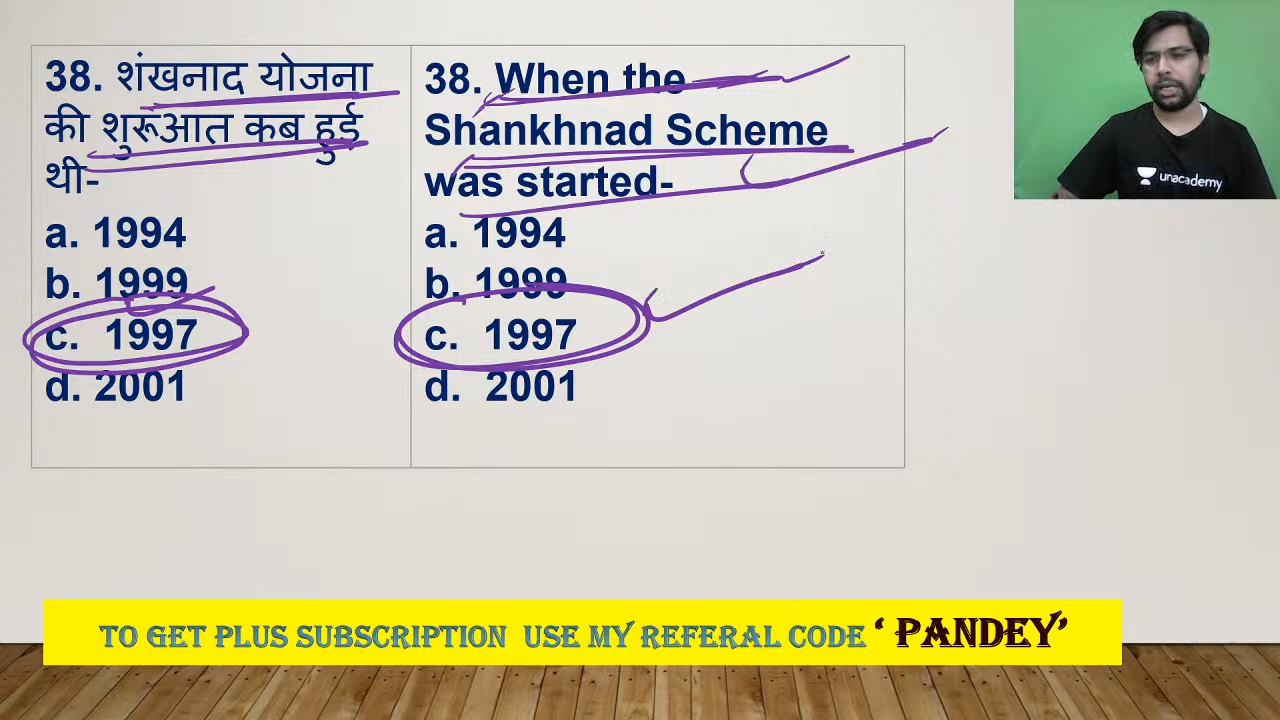 38. शंखनाद योजना
की शुरूआत कब हुई
थी-
a. 1994
b. 1999
c. 1997
d. 2001
38. When the
Shankhnad Scheme
was started-
a. 1994
b. 1999
c. 1997
d. 2001
unacademy
TO GET PLUS SUBSCRIPTION USE MY REFERAL CODE ‘ PANDEY’